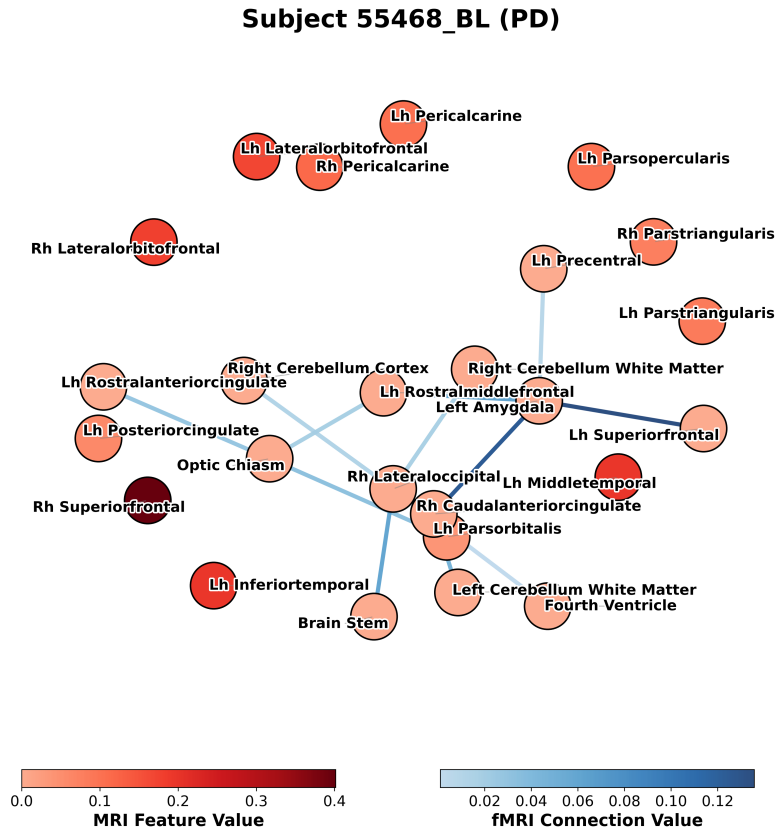 Subject 55468_BL (PD)
Lh Pericalcarine
Lh Lateralorbitofrontal
Rh Pericalcarine
Lh Parsopercularis
Rh Parstriangularis
Rh Lateralorbitofrontal
Lh Precentral
Lh Parstriangularis
Right Cerebellum Cortex
Right Cerebellum White Matter
Lh Rostralanteriorcingulate
Lh Rostralmiddlefrontal
Left Amygdala
Lh Posteriorcingulate
Lh Superiorfrontal
Optic Chiasm
Rh Lateraloccipital
Lh Middletemporal
Rh Superiorfrontal
Rh Caudalanteriorcingulate
Lh Parsorbitalis
Lh Inferiortemporal
Left Cerebellum White Matter
Fourth Ventricle
Brain Stem
0.0 0.1 0.2 0.3 0.4
MRI Feature Value
0.02 0.04 0.06 0.08 0.10 0.12
fMRI Connection Value